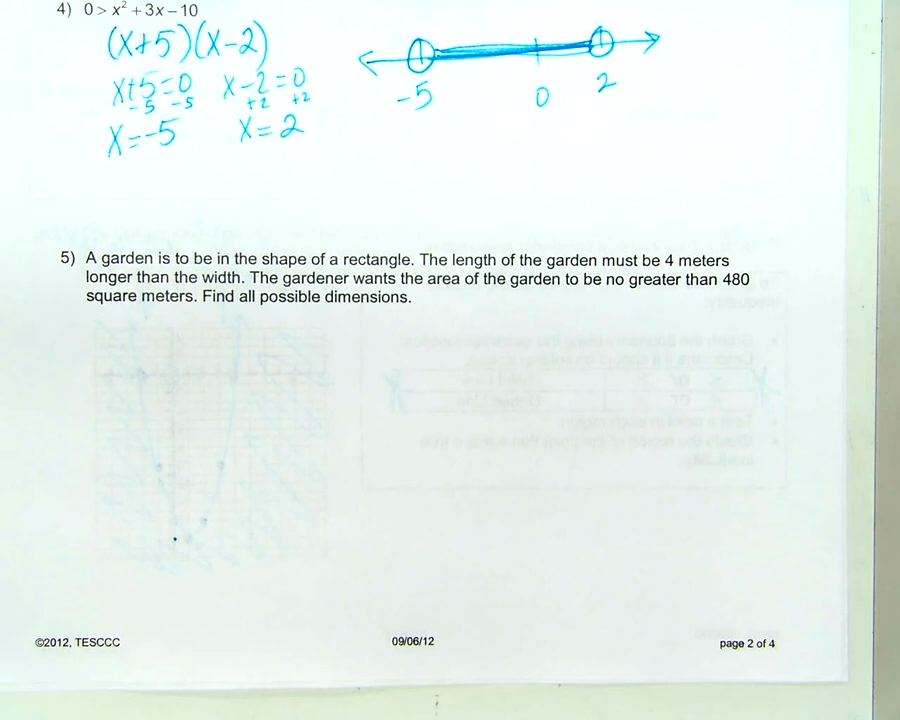 4) 0 > x² + 3x – 10
(x+5)(x-2)
x+5=0 x-2=0
-5 -5 +2 +2
x=-5 x=2
-5 0 2
5) A garden is to be in the shape of a rectangle. The length of the garden must be 4 meters
longer than the width. The gardener wants the area of the garden to be no greater than 480
square meters. Find all possible dimensions.
©2012, TESCCC 09/06/12 page 2 of 4